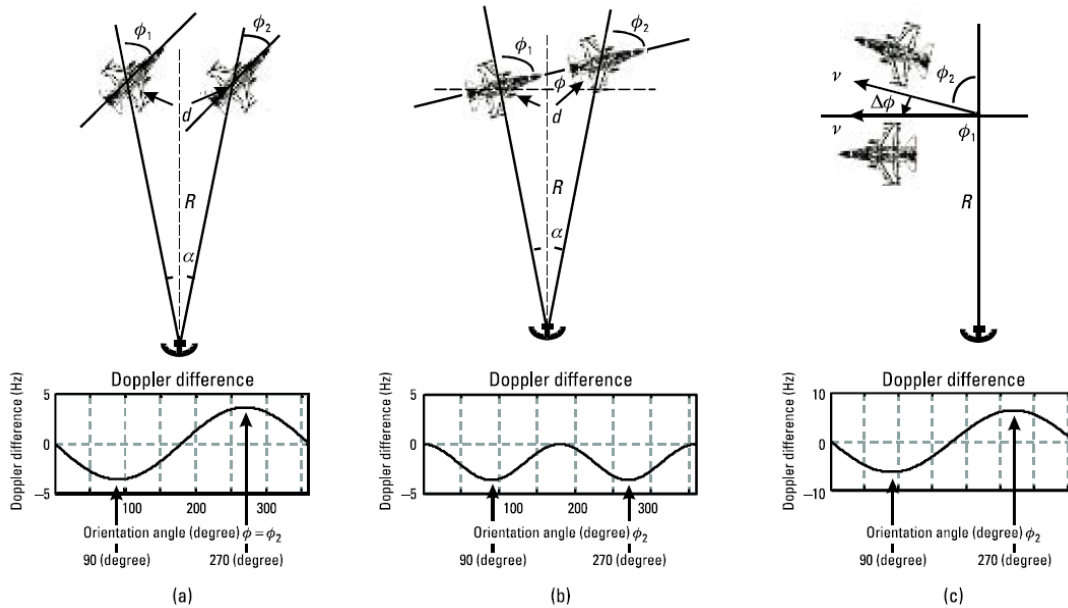 ϕ1
ϕ2
d
R
α
Doppler difference
Doppler difference (Hz)
5
0
–5
100
200
300
Orientation angle (degree) ϕ = ϕ2
90 (degree)
270 (degree)
(a)
ϕ1
ϕ2
ϕ
d
R
α
Doppler difference
Doppler difference (Hz)
5
0
–5
100
200
300
Orientation angle (degree) ϕ2
90 (degree)
270 (degree)
(b)
ν
ϕ2
Δϕ
ν
ϕ1
R
Doppler difference
Doppler difference (Hz)
10
0
–10
Orientation angle (degree) ϕ2
90 (degree)
270 (degree)
(c)